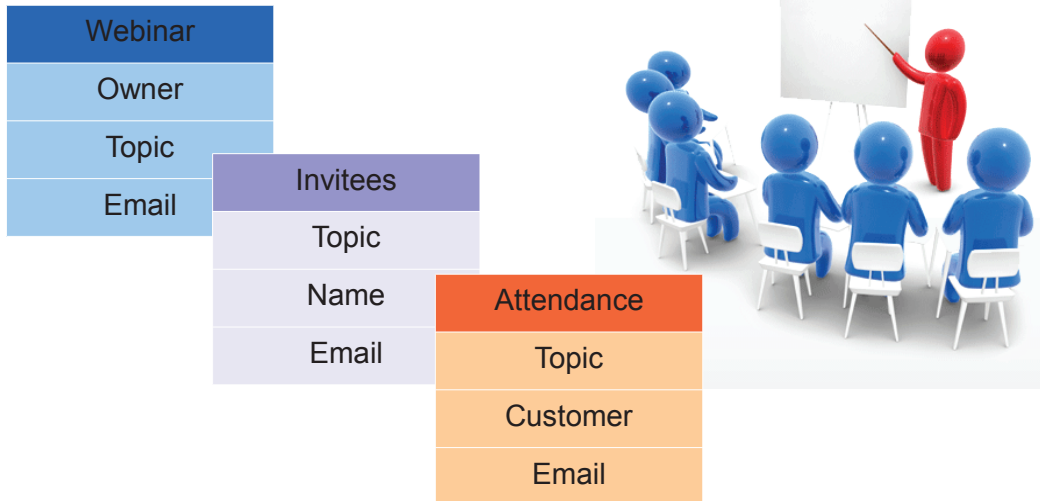 Webinar
Owner
Topic
Email
Invitees
Topic
Name
Email
Attendance
Topic
Customer
Email